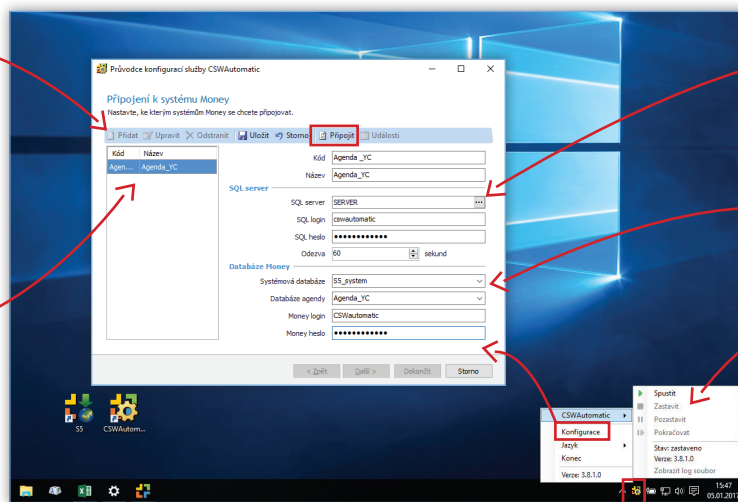 Průvodce konfigurací služby CSWAutomatic
Připojení k systému Money
Nastavte, ke kterým systémům Money se chcete připojovat.
Přidat Upravit Odstranit Uložit Storno Připojit Události
Kód Název
Agen... Agenda_YC
Kód Agenda _YC
Název Agenda_YC
SQL server
SQL server SERVER ...
SQL login cswautomatic
SQL heslo ●●●●●●●●●●●●
Odezva 60 sekund
Databáze Money
Systémová databáze S5_system
Databáze agendy Agenda_YC
Money login CSWautomatic
Money heslo ●●●●●●●●●●●●
< Zpět Další > Dokončit Storno
S5
CSWAutom...
CSWAutomatic
Konfigurace
Jazyk
Konec
Verze: 3.8.1.0
Spustit
Zastavit
Pozastavit
Pokračovat
Stav: zastaveno
Verze: 3.8.1.0
Zobrazit log soubor
15:47
05.01.2017